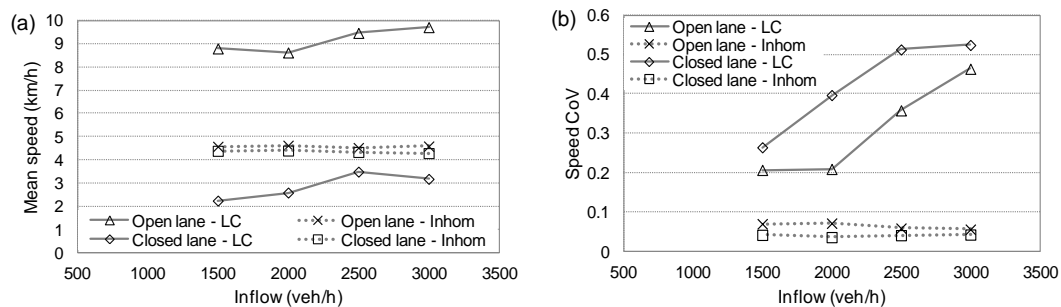 (a)
10
9
8
7
6
5
4
3
2
1
0
Mean speed (km/h)
Open lane - LC
Open lane - Inhom
Closed lane - LC
Closed lane - Inhom
500 1000 1500 2000 2500 3000 3500
Inflow (veh/h)
(b)
0.6
0.5
0.4
0.3
0.2
0.1
0
Speed CoV
Open lane - LC
Open lane - Inhom
Closed lane - LC
Closed lane - Inhom
500 1000 1500 2000 2500 3000 3500
Inflow (veh/h)